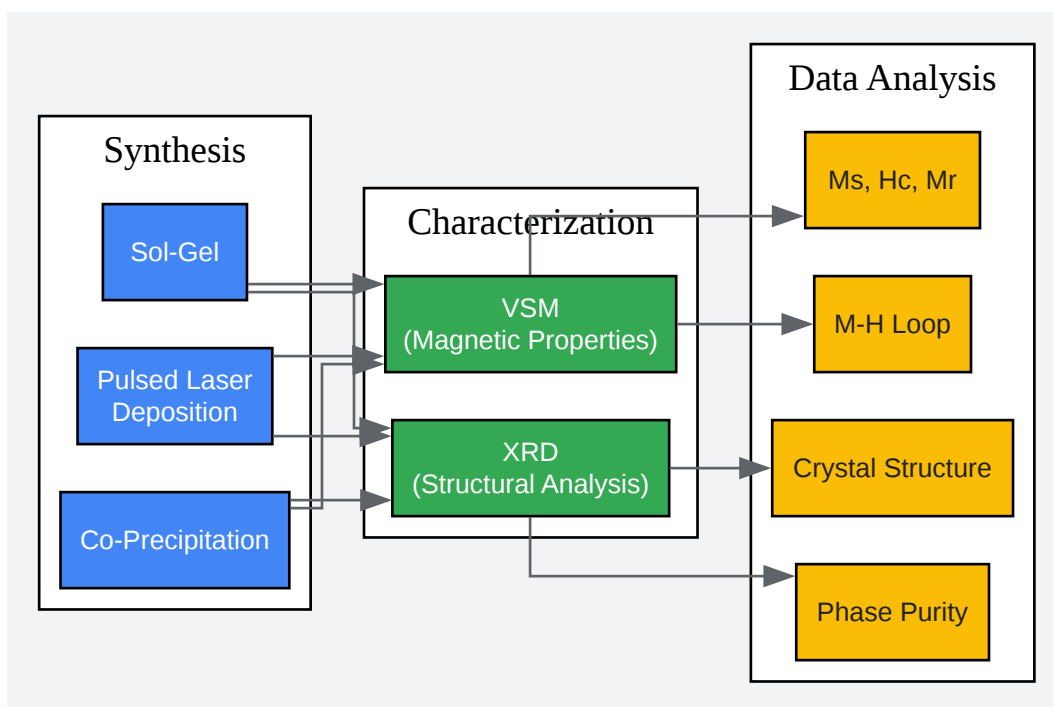 Synthesis
Sol-Gel
Pulsed Laser
Deposition
Co-Precipitation
Characterization
VSM
(Magnetic Properties)
XRD
(Structural Analysis)
Data Analysis
Ms, Hc, Mr
M-H Loop
Crystal Structure
Phase Purity